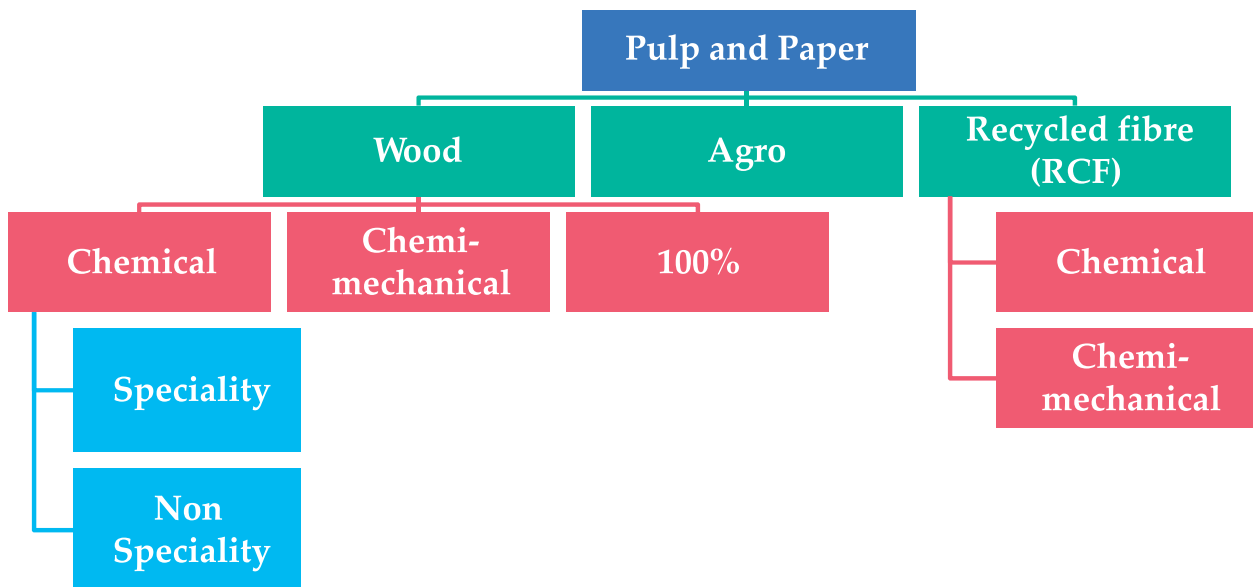 Pulp and Paper
Wood
Agro
Recycled fibre
(RCF)
Chemical
Chemi-
mechanical
100%
Chemical
Chemi-
mechanical
Speciality
Non
Speciality